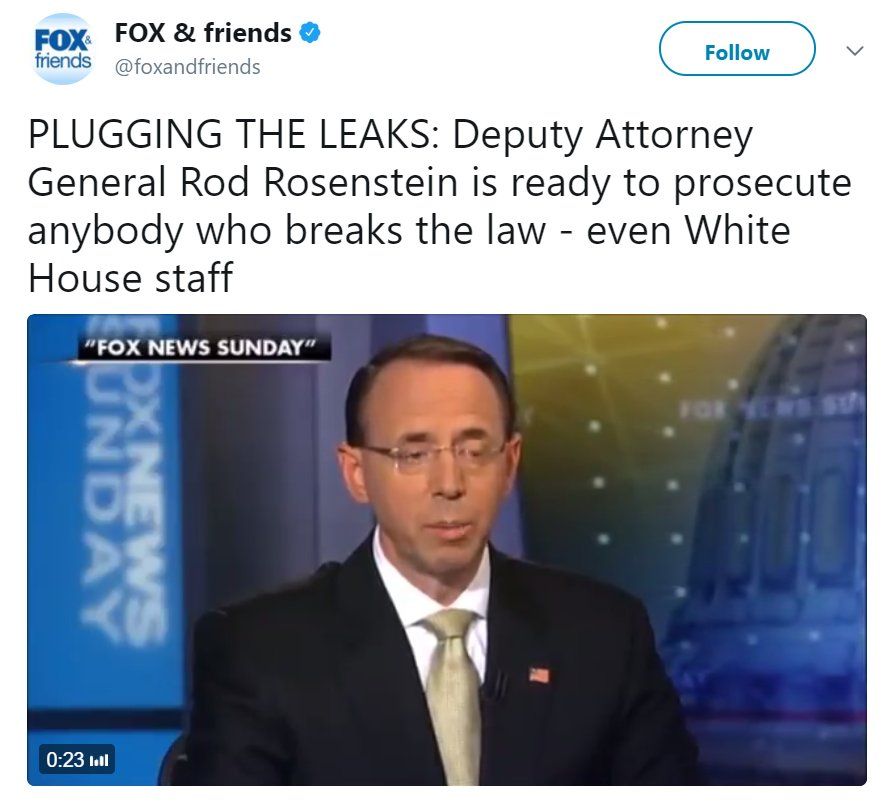 FOX&
friends
FOX & friends
@foxandfriends
Follow
PLUGGING THE LEAKS: Deputy Attorney
General Rod Rosenstein is ready to prosecute
anybody who breaks the law - even White
House staff
"FOX NEWS SUNDAY"
FOX NEWS
SUNDAY
FOX NEWS SU
0:23